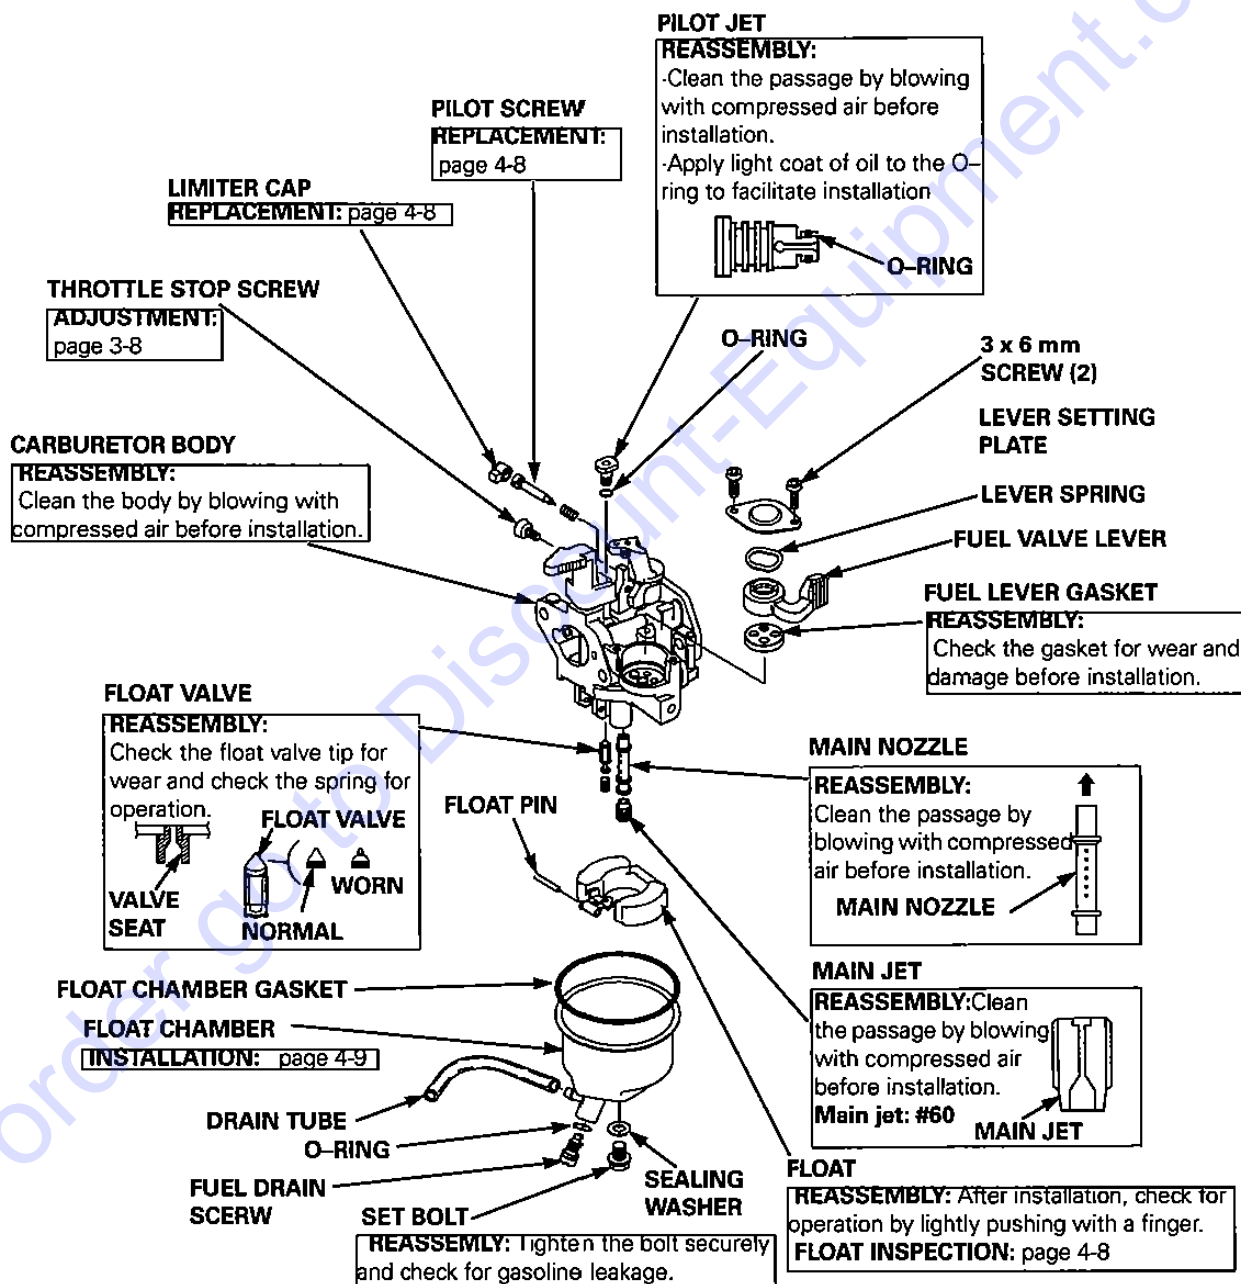 PILOT JET
REASSEMBLY:
-Clean the passage by blowing
with compressed air before
installation.
-Apply light coat of oil to the O–
ring to facilitate installation
O–RING
PILOT SCREW
REPLACEMENT:
page 4-8
LIMITER CAP
REPLACEMENT: page 4-8
THROTTLE STOP SCREW
ADJUSTMENT:
page 3-8
O–RING
3 x 6 mm
SCREW (2)
LEVER SETTING
PLATE
CARBURETOR BODY
REASSEMBLY:
Clean the body by blowing with
compressed air before installation.
LEVER SPRING
FUEL VALVE LEVER
FUEL LEVER GASKET
REASSEMBLY:
Check the gasket for wear and
damage before installation.
FLOAT VALVE
REASSEMBLY:
Check the float valve tip for
wear and check the spring for
operation.
FLOAT VALVE
WORN
VALVE
SEAT
NORMAL
FLOAT PIN
MAIN NOZZLE
REASSEMBLY:
Clean the passage by
blowing with compressed
air before installation.
MAIN NOZZLE
MAIN JET
REASSEMBLY:Clean
the passage by blowing
with compressed air
before installation.
Main jet: #60
MAIN JET
FLOAT CHAMBER GASKET
FLOAT CHAMBER
INSTALLATION: page 4-9
DRAIN TUBE
O–RING
FUEL DRAIN
SCERW
SEALING
WASHER
SET BOLT
REASSEMLY: Tighten the bolt securely
and check for gasoline leakage.
FLOAT
REASSEMBLY: After installation, check for
operation by lightly pushing with a finger.
FLOAT INSPECTION: page 4-8
order go to Discount-Equipment.c